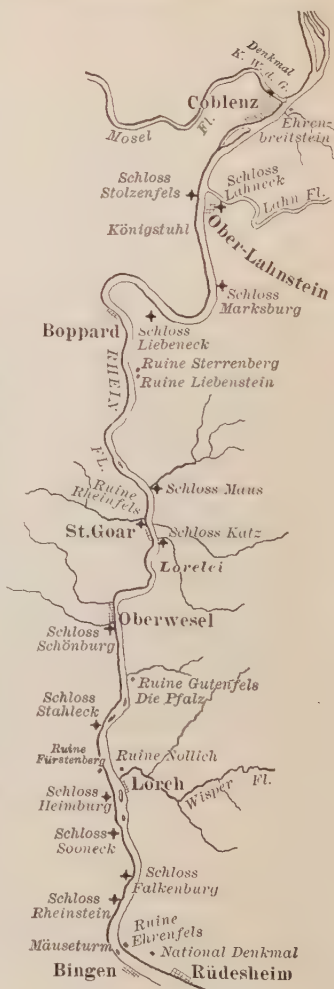 Denkmal
K. W. d. G.
Coblenz
Mosel Fl.
Ehrenz
breitstein
Schloss
Stolzenfels
Schloss
Lahneck
Lahn Fl.
Ober-Lahnstein
Königstuhl
Schloss
Marksburg
Boppard
Schloss
Liebeneck
RHEIN FL.
Ruine Sterrenberg
Ruine Liebenstein
Schloss Maus
Ruine
Rheinfels
St. Goar
Schloss Katz
Lorelei
Oberwesel
Schloss
Schönburg
Ruine Gutenfels
Die Pfalz
Schloss
Stahleck
Ruine
Fürstenberg
Ruine Nollich
Lorch
Wisper Fl.
Schloss
Heimburg
Schloss
Sooneck
Schloss
Falkenburg
Schloss
Rheinstein
Ruine
Ehrenfels
Mäuseturm
National Denkmal
Bingen
Rüdesheim